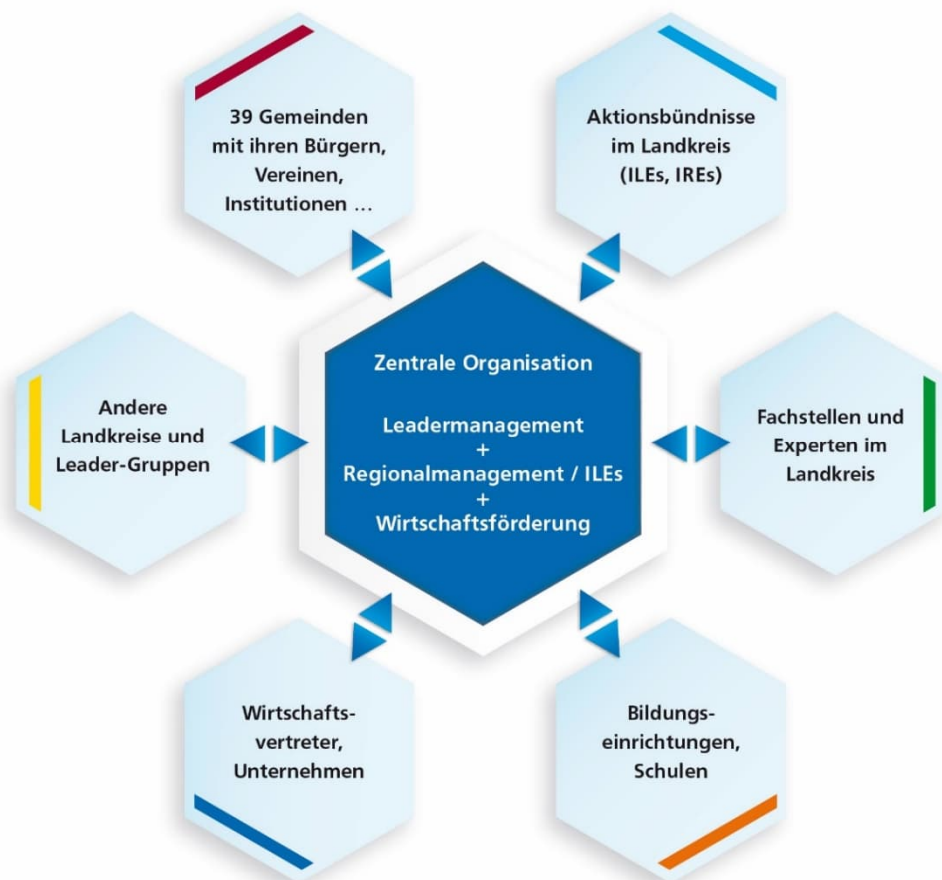 39 Gemeinden
mit ihren Bürgern,
Vereinen,
Institutionen ...
Aktionsbündnisse
im Landkreis
(ILEs, IREs)
Andere
Landkreise und
Leader-Gruppen
Zentrale Organisation
Leadermanagement
+
Regionalmanagement / ILEs
+
Wirtschaftsförderung
Fachstellen und
Experten im
Landkreis
Wirtschafts-
vertreter,
Unternehmen
Bildungs-
einrichtungen,
Schulen